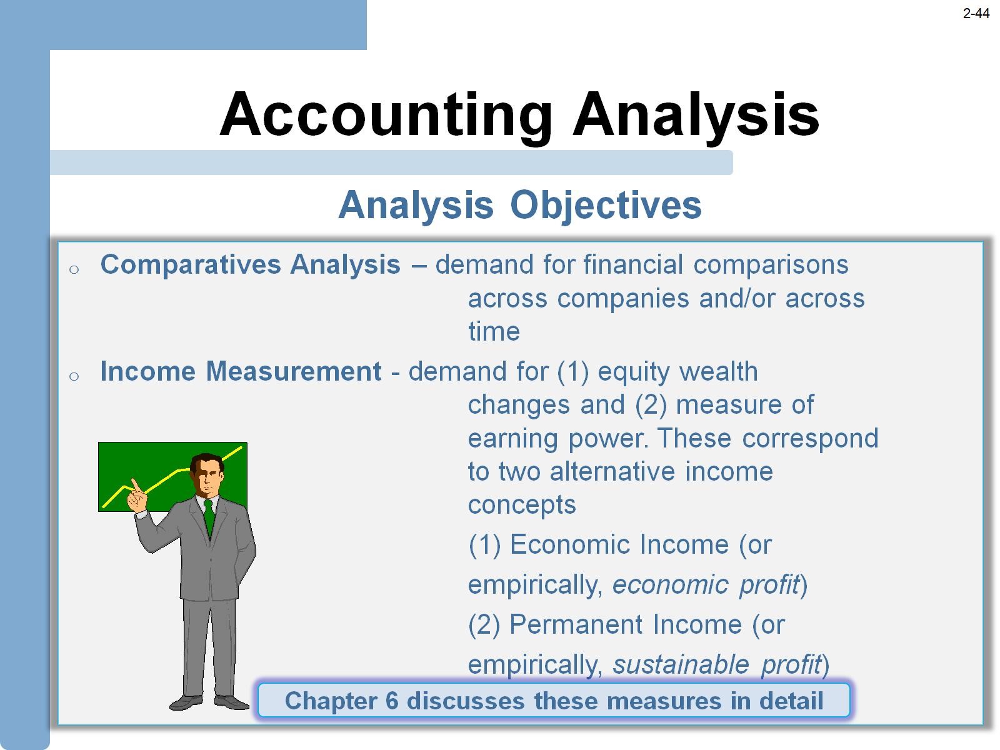 2-44
Accounting Analysis
Analysis Objectives
o Comparatives Analysis – demand for financial comparisons
across companies and/or across
time
o Income Measurement - demand for (1) equity wealth
changes and (2) measure of
earning power. These correspond
to two alternative income
concepts
(1) Economic Income (or
empirically, economic profit)
(2) Permanent Income (or
empirically, sustainable profit)
Chapter 6 discusses these measures in detail